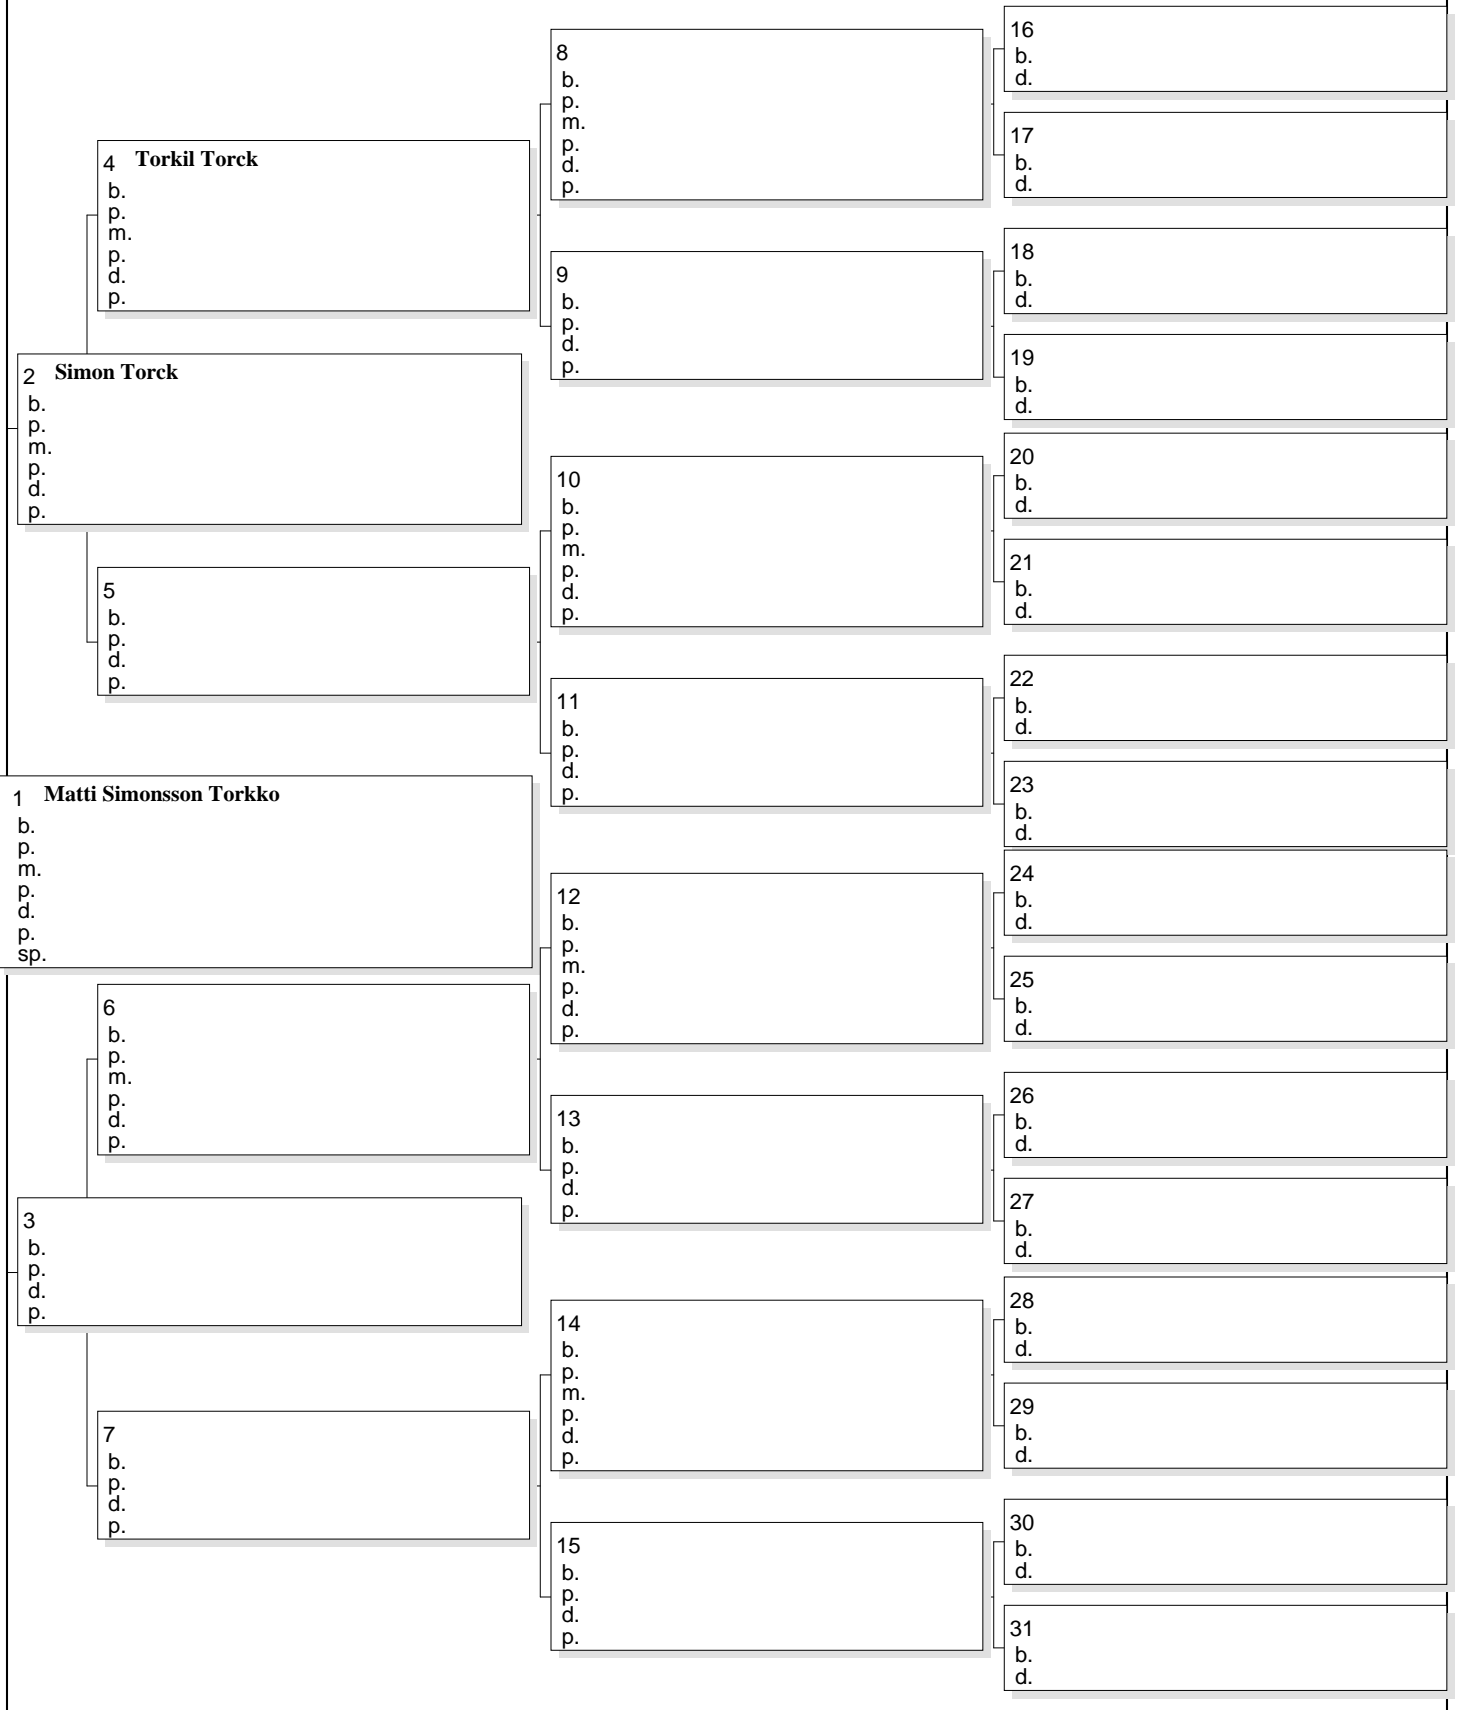 16
b.
d.
8
b.
p.
m.
p.
d.
p.
17
b.
d.
4 Torkil Torck
b.
p.
m.
p.
d.
p.
18
b.
d.
9
b.
p.
d.
p.
19
b.
d.
2 Simon Torck
b.
p.
m.
p.
d.
p.
20
b.
d.
10
b.
p.
m.
p.
d.
p.
21
b.
d.
5
b.
p.
d.
p.
22
b.
d.
11
b.
p.
d.
p.
23
b.
d.
1 Matti Simonsson Torkko
b.
p.
m.
p.
d.
p.
sp.
24
b.
d.
12
b.
p.
m.
p.
d.
p.
25
b.
d.
6
b.
p.
m.
p.
d.
p.
26
b.
d.
13
b.
p.
d.
p.
27
b.
d.
3
b.
p.
d.
p.
28
b.
d.
14
b.
p.
m.
p.
d.
p.
29
b.
d.
7
b.
p.
d.
p.
30
b.
d.
15
b.
p.
d.
p.
31
b.
d.